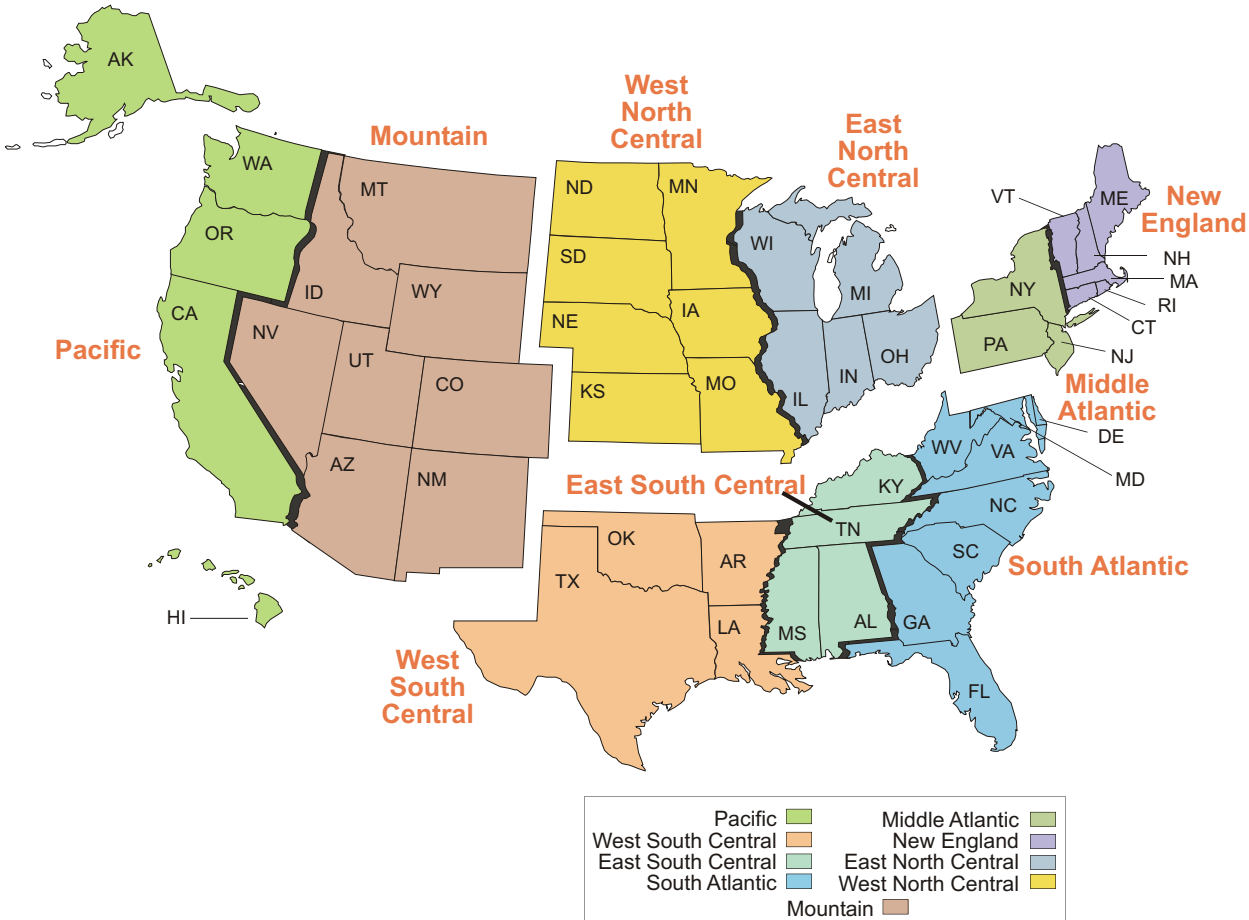 AK
West
North
Central
Mountain
East
North
Central
WA
MT
ND
MN
VT
ME
New
England
OR
WI
SD
NH
MA
ID
WY
MI
NY
RI
CA
NV
NE
IA
CT
Pacific
UT
OH
PA
NJ
CO
KS
MO
IN
IL
Middle
Atlantic
DE
WV
VA
AZ
NM
East South Central
KY
MD
NC
TN
OK
SC
AR
South Atlantic
TX
HI
LA
MS
AL
GA
West
South
Central
FL
Pacific
West South Central
East South Central
South Atlantic
Middle Atlantic
New England
East North Central
West North Central
Mountain